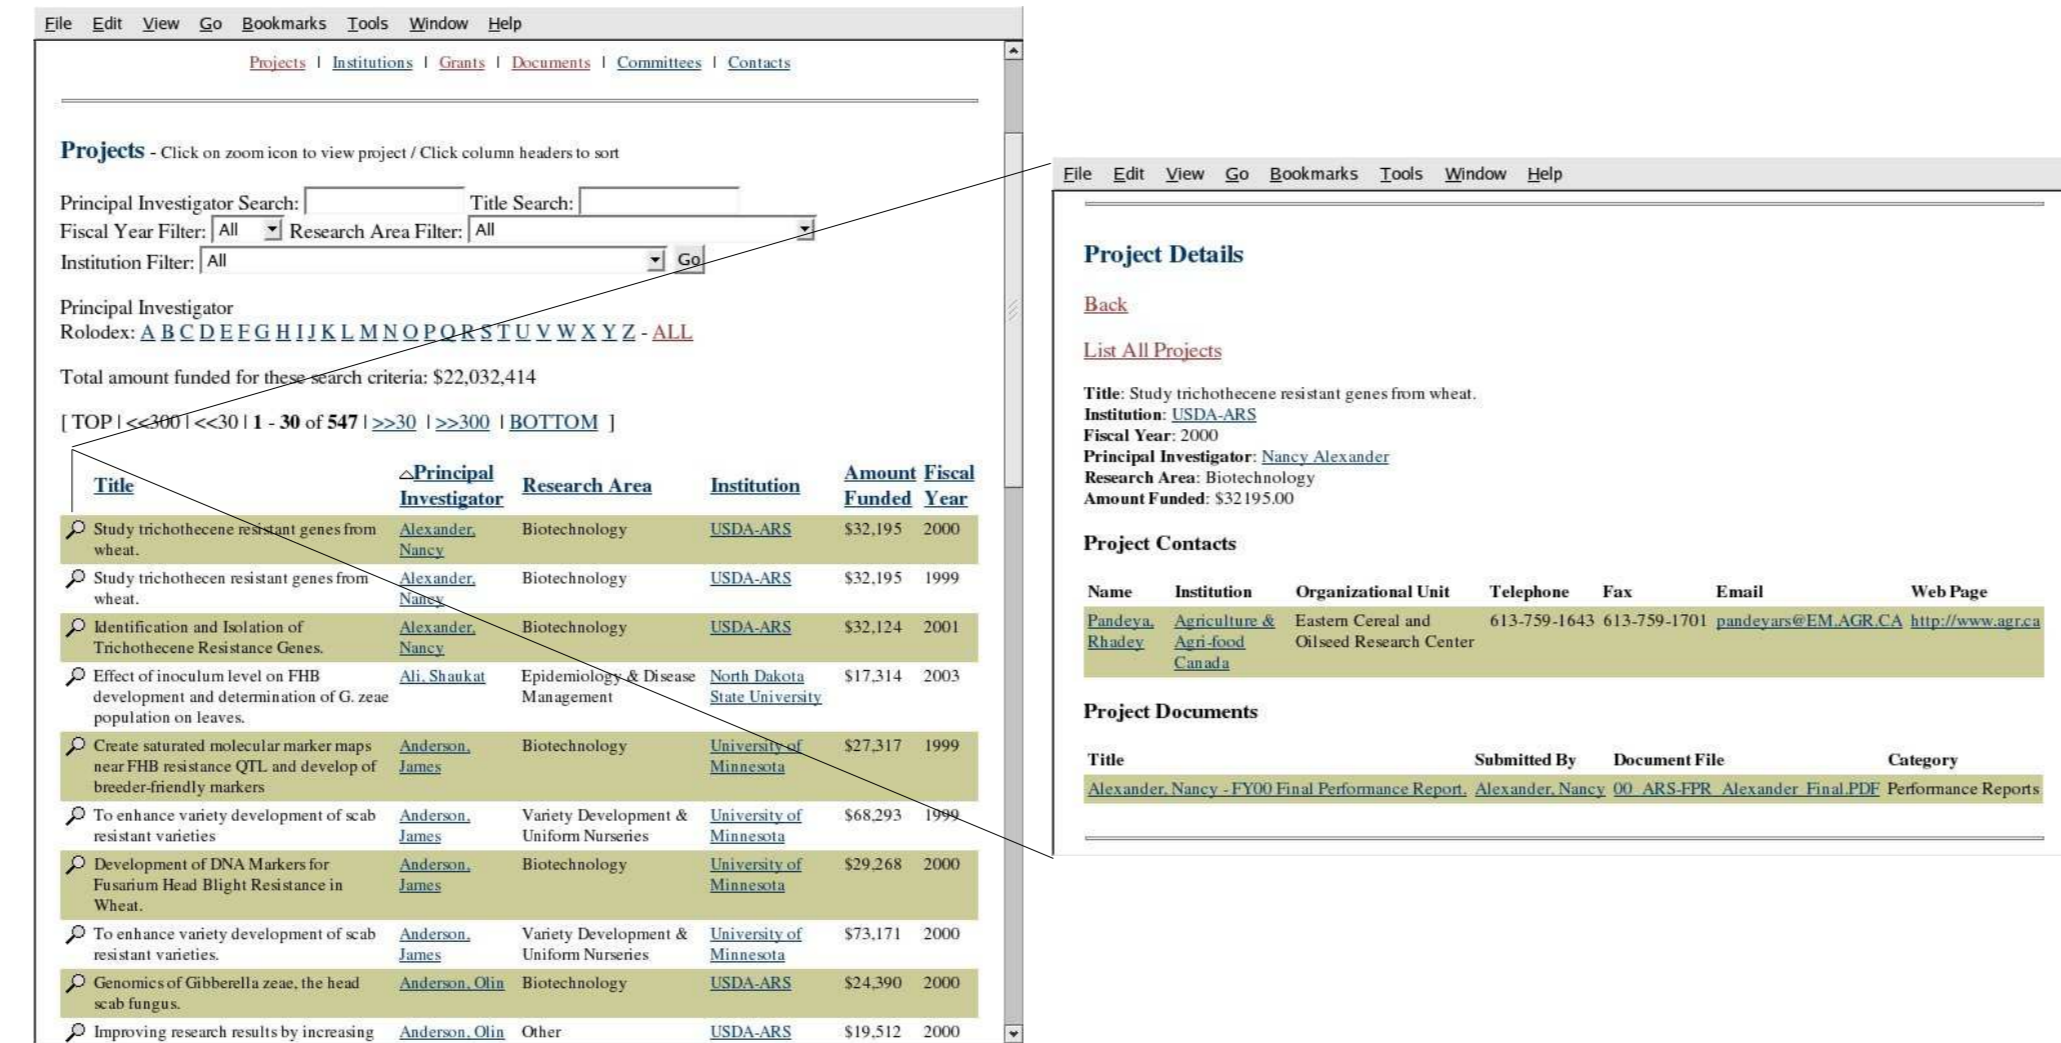 File Edit View Go Bookmarks Tools Window Help
Projects | Institutions | Grants | Documents | Committees | Contacts
Projects - Click on zoom icon to view project / Click column headers to sort
Principal Investigator Search: Title Search:
Fiscal Year Filter: All Research Area Filter: All
Institution Filter: All Go
Principal Investigator
Rolodex: A B C D E F G H I J K L M N O P Q R S T U V W X Y Z - ALL
Total amount funded for these search criteria: $22,032,414
[ TOP | <<300 | <<30 | 1 - 30 of 547 | >>30 | >>300 | BOTTOM ]
Title Principal Investigator Research Area Institution Amount Funded Fiscal Year
Study trichothecene resistant genes from wheat. Alexander, Nancy Biotechnology USDA-ARS $32,195 2000
Study trichothecen resistant genes from wheat. Alexander, Nancy Biotechnology USDA-ARS $32,195 1999
Identification and Isolation of Trichothecene Resistance Genes. Alexander, Nancy Biotechnology USDA-ARS $32,124 2001
Effect of inoculum level on FHB development and determination of G. zeae population on leaves. Ali, Shaukat Epidemiology & Disease Management North Dakota State University $17,314 2003
Create saturated molecular marker maps near FHB resistance QTL and develop of breeder-friendly markers Anderson, James Biotechnology University of Minnesota $27,317 1999
To enhance variety development of scab resistant varieties Anderson, James Variety Development & Uniform Nurseries University of Minnesota $68,293 1999
Development of DNA Markers for Fusarium Head Blight Resistance in Wheat. Anderson, James Biotechnology University of Minnesota $29,268 2000
To enhance variety development of scab resistant varieties. Anderson, James Variety Development & Uniform Nurseries University of Minnesota $73,171 2000
Genomics of Gibberella zeae, the head scab fungus. Anderson, Olin Biotechnology USDA-ARS $24,390 2000
Improving research results by increasing Anderson, Olin Other USDA-ARS $19,512 2000
File Edit View Go Bookmarks Tools Window Help
Project Details
Back
List All Projects
Title: Study trichothecene resistant genes from wheat.
Institution: USDA-ARS
Fiscal Year: 2000
Principal Investigator: Nancy Alexander
Research Area: Biotechnology
Amount Funded: $32195.00
Project Contacts
Name Institution Organizational Unit Telephone Fax Email Web Page
Pandeya, Rhadey Agriculture & Agri-food Canada Eastern Cereal and Oilseed Research Center 613-759-1643 613-759-1701 pandeyars@EM.AGR.CA http://www.agr.ca
Project Documents
Title Submitted By Document File Category
Alexander, Nancy - FY00 Final Performance Report. Alexander, Nancy 00_ARS-FPR_Alexander_Final.PDF Performance Reports